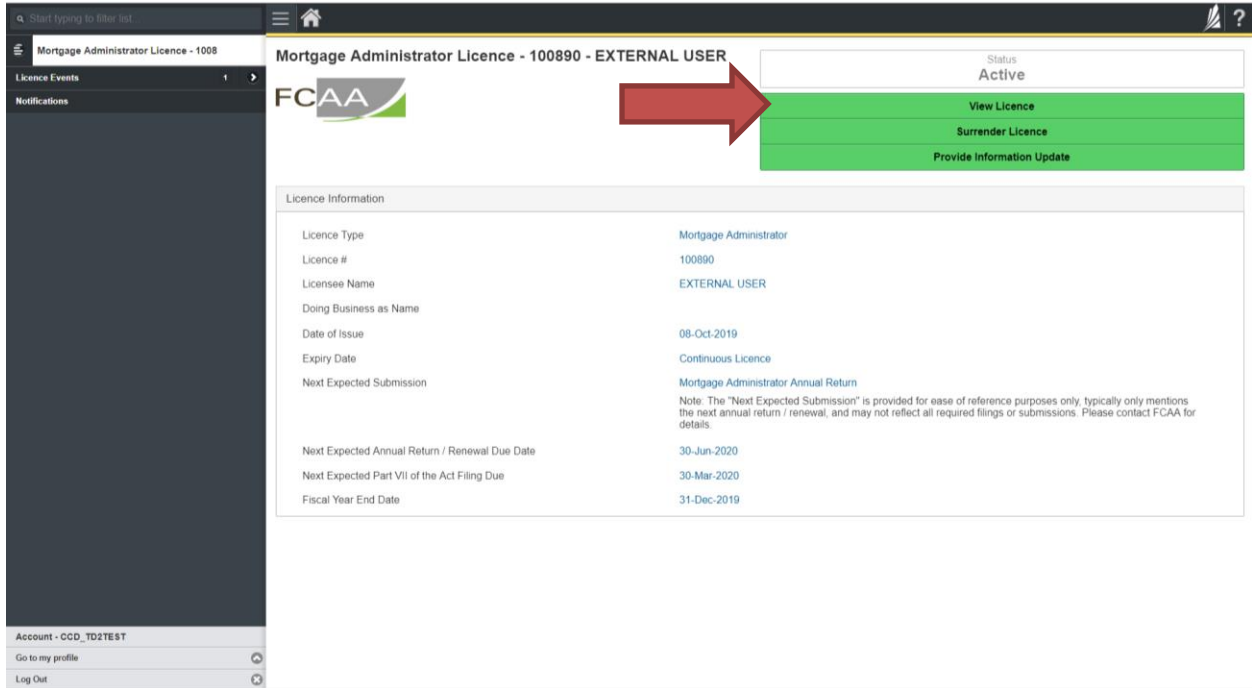 Start typing to filter list
Mortgage Administrator Licence - 1008
Licence Events 1
Notifications
Account - CCD_TD2TEST
Go to my profile
Log Out
?
Mortgage Administrator Licence - 100890 - EXTERNAL USER
FCAA
Status
Active
View Licence
Surrender Licence
Provide Information Update
Licence Information
Licence Type Mortgage Administrator
Licence # 100890
Licensee Name EXTERNAL USER
Doing Business as Name
Date of Issue 08-Oct-2019
Expiry Date Continuous Licence
Next Expected Submission Mortgage Administrator Annual Return
Note: The "Next Expected Submission" is provided for ease of reference purposes only, typically only mentions
the next annual return / renewal, and may not reflect all required filings or submissions. Please contact FCAA for
details.
Next Expected Annual Return / Renewal Due Date 30-Jun-2020
Next Expected Part VII of the Act Filing Due 30-Mar-2020
Fiscal Year End Date 31-Dec-2019